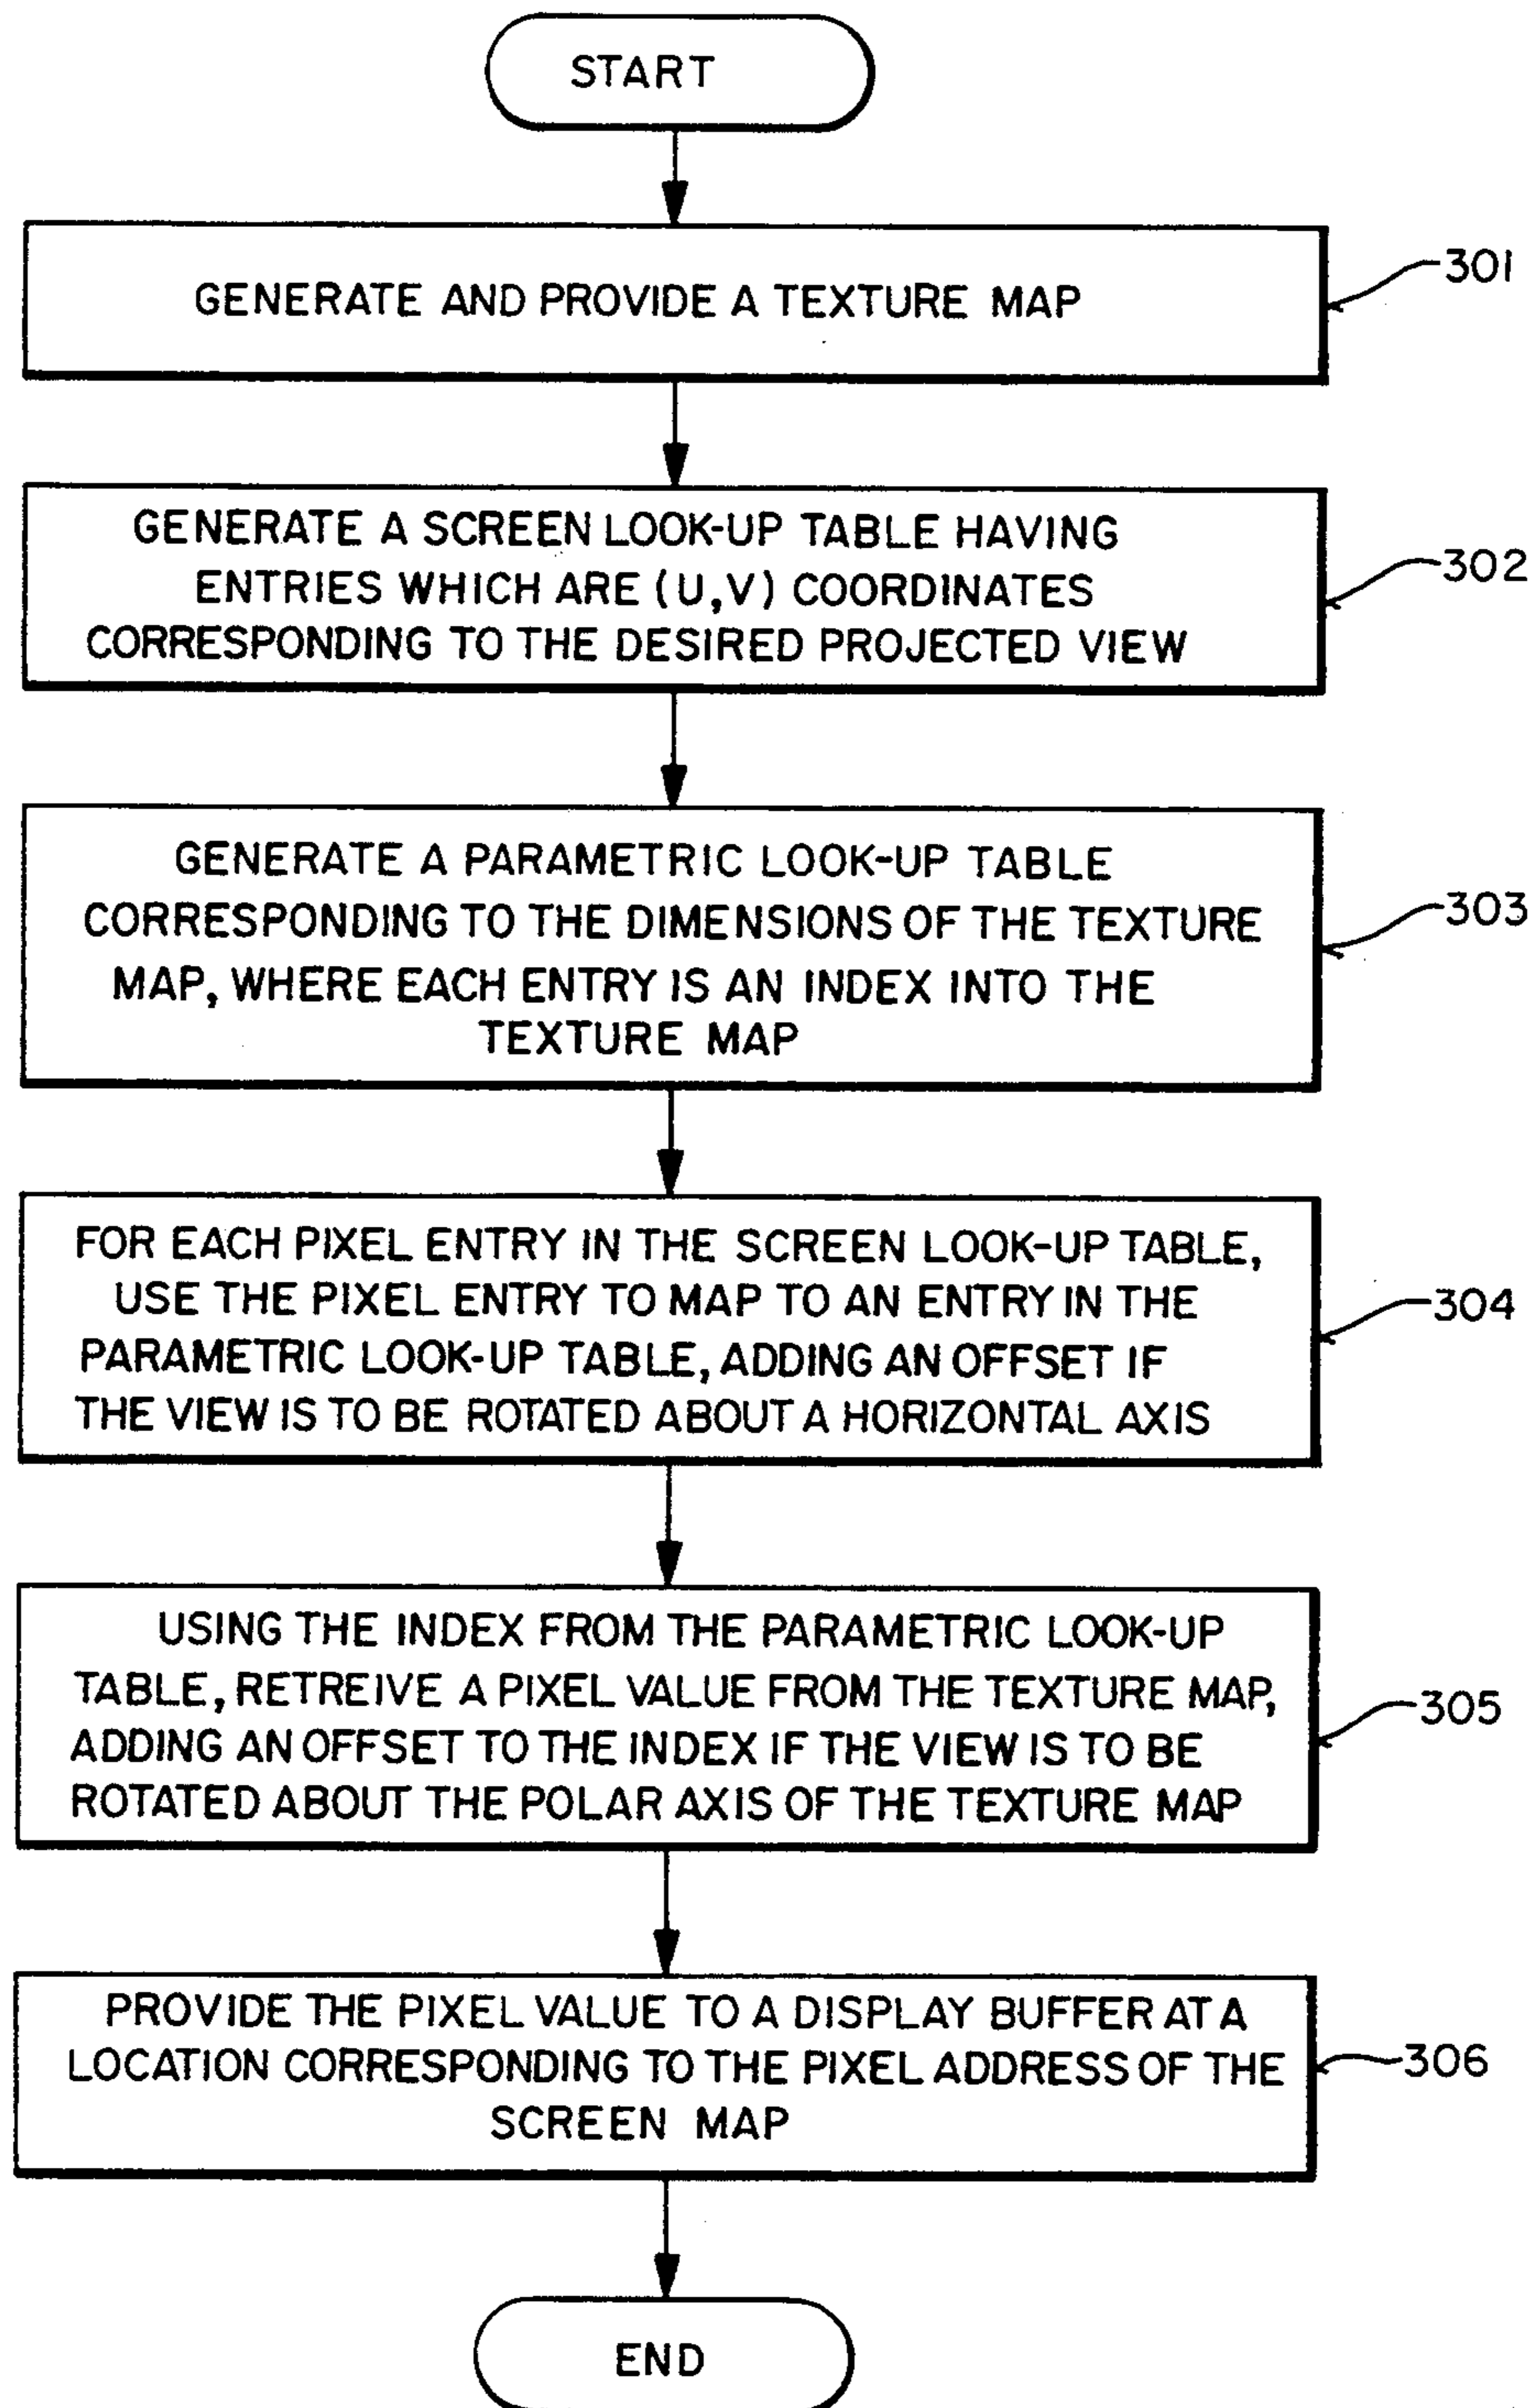 START
GENERATE AND PROVIDE A TEXTURE MAP
301
GENERATE A SCREEN LOOK-UP TABLE HAVING
ENTRIES WHICH ARE (U,V) COORDINATES
CORRESPONDING TO THE DESIRED PROJECTED VIEW
302
GENERATE A PARAMETRIC LOOK-UP TABLE
CORRESPONDING TO THE DIMENSIONS OF THE TEXTURE
MAP, WHERE EACH ENTRY IS AN INDEX INTO THE
TEXTURE MAP
303
FOR EACH PIXEL ENTRY IN THE SCREEN LOOK-UP TABLE,
USE THE PIXEL ENTRY TO MAP TO AN ENTRY IN THE
PARAMETRIC LOOK-UP TABLE, ADDING AN OFFSET IF
THE VIEW IS TO BE ROTATED ABOUT A HORIZONTAL AXIS
304
USING THE INDEX FROM THE PARAMETRIC LOOK-UP
TABLE, RETREIVE A PIXEL VALUE FROM THE TEXTURE MAP,
ADDING AN OFFSET TO THE INDEX IF THE VIEW IS TO BE
ROTATED ABOUT THE POLAR AXIS OF THE TEXTURE MAP
305
PROVIDE THE PIXEL VALUE TO A DISPLAY BUFFER AT A
LOCATION CORRESPONDING TO THE PIXEL ADDRESS OF THE
SCREEN MAP
306
END